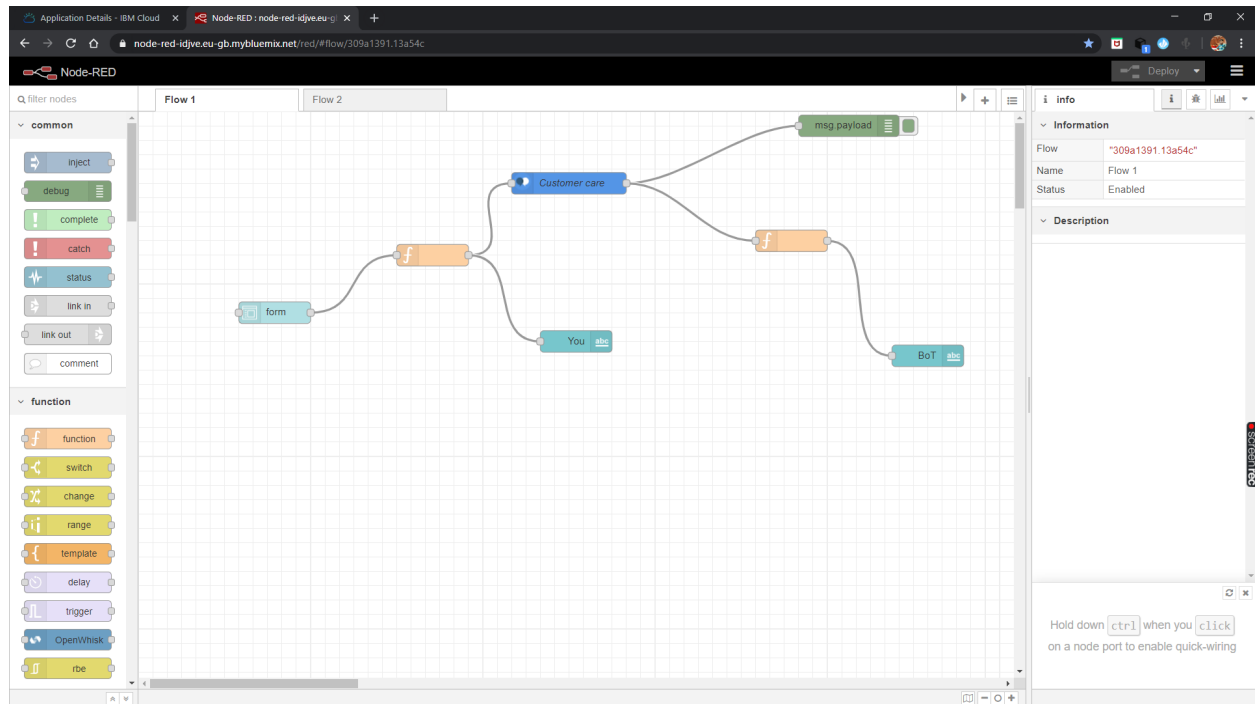 Application Details - IBM Cloud
Node-RED : node-red-idjve.eu-g
node-red-idjve.eu-gb.mybluemix.net/red/#flow/309a1391.13a54c
1
Node-RED
Deploy
filter nodes
Flow 1
Flow 2
i info
i
common
inject
debug
complete
catch
status
link in
link out
comment
function
f function
switch
change
range
template
delay
trigger
OpenWhisk
rbe
msg.payload
Customer care
f
f
form
You abc
BoT abc
Information
Flow "309a1391.13a54c"
Name Flow 1
Status Enabled
Description
screenrec
Hold down ctrl when you click
on a node port to enable quick-wiring